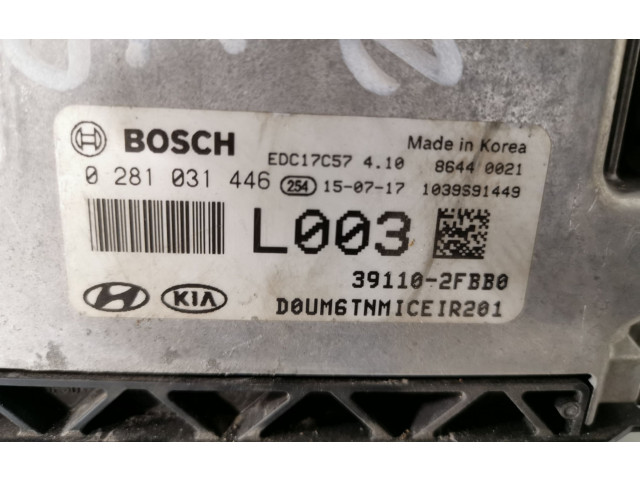 BOSCH
EDC17C57 4.10
Made in Korea
8644 0021
0 281 031 446
254 15-07-17 1039S91449
L003
39110-2FBB0
KIA
D0UM6TNMICEIR201